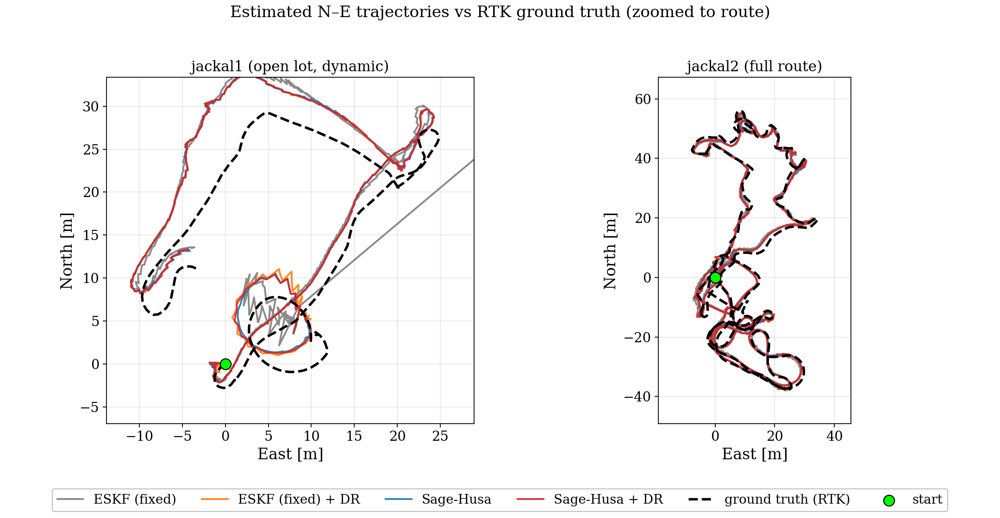 Estimated N–E trajectories vs RTK ground truth (zoomed to route)
jackal1 (open lot, dynamic)
30
25
20
15
10
5
0
−5
North [m]
−10
−5
0
5
10
15
20
25
East [m]
jackal2 (full route)
60
40
20
0
−20
−40
North [m]
0
20
40
East [m]
ESKF (fixed)
ESKF (fixed) + DR
Sage-Husa
Sage-Husa + DR
ground truth (RTK)
start